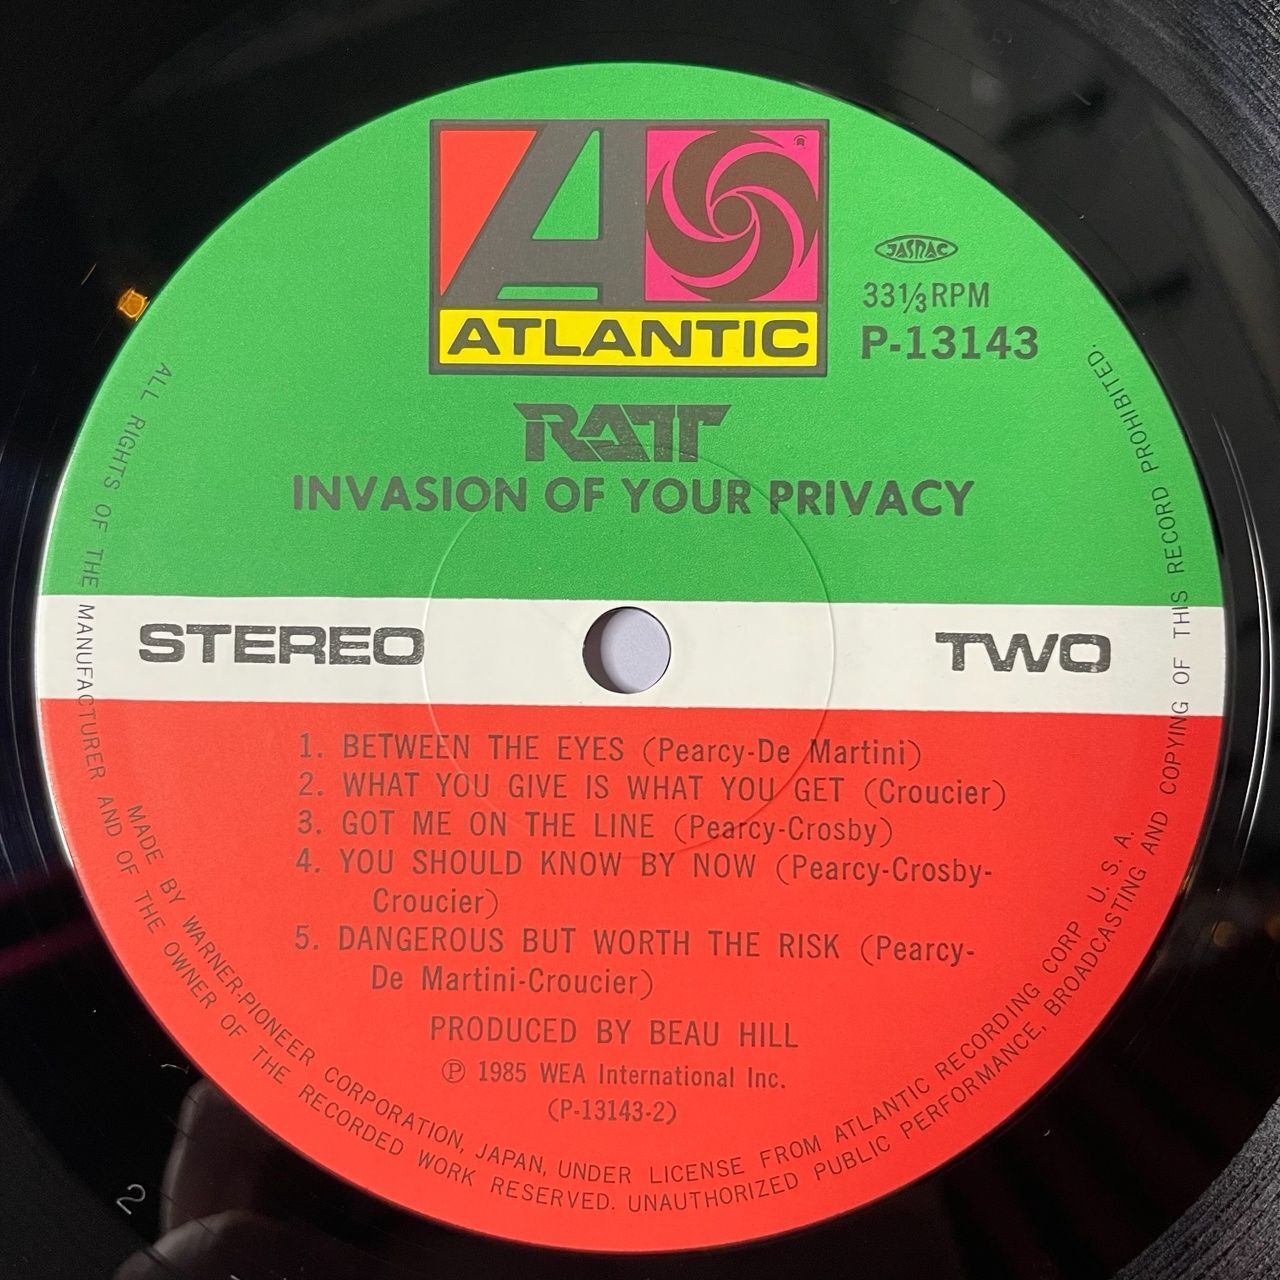 ATLANTIC
JASRAC
33⅓ RPM
P-13143
RATT
INVASION OF YOUR PRIVACY
STEREO
TWO
1. BETWEEN THE EYES (Pearcy-De Martini)
2. WHAT YOU GIVE IS WHAT YOU GET (Croucier)
3. GOT ME ON THE LINE (Pearcy-Crosby)
4. YOU SHOULD KNOW BY NOW (Pearcy-Crosby-
Croucier)
5. DANGEROUS BUT WORTH THE RISK (Pearcy-
De Martini-Croucier)
PRODUCED BY BEAU HILL
℗ 1985 WEA International Inc.
(P-13143-2)
MADE BY WARNER-PIONEER CORPORATION, JAPAN, UNDER LICENSE FROM ATLANTIC RECORDING CORP. U. S. A.
ALL RIGHTS OF THE MANUFACTURER AND OF THE OWNER OF THE RECORDED WORK RESERVED. UNAUTHORIZED PUBLIC PERFORMANCE, BROADCASTING AND COPYING OF THIS RECORD PROHIBITED.
2